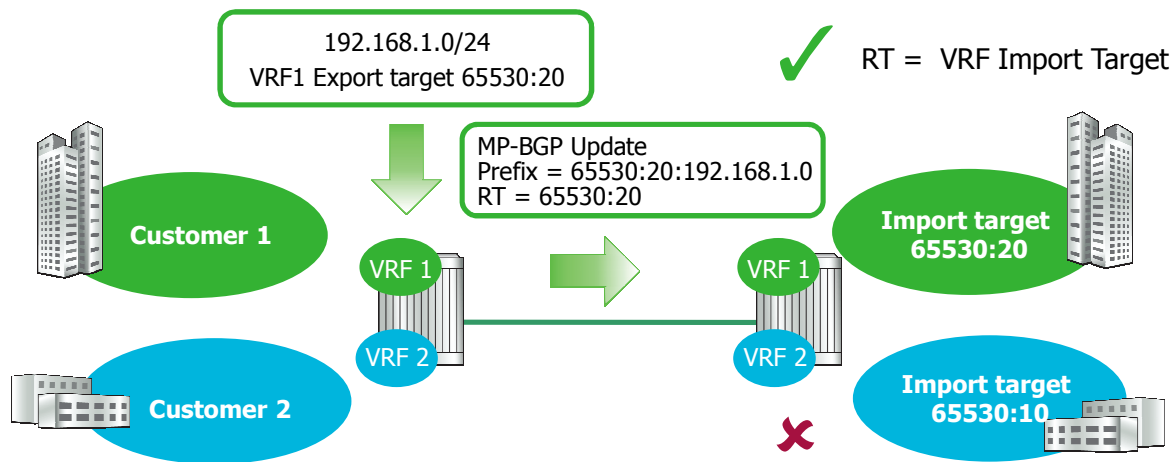 192.168.1.0/24
VRF1 Export target 65530:20
RT = VRF Import Target
MP-BGP Update
Prefix = 65530:20:192.168.1.0
RT = 65530:20
Customer 1
Import target
65530:20
VRF 1
VRF 1
VRF 2
VRF 2
Customer 2
Import target
65530:10